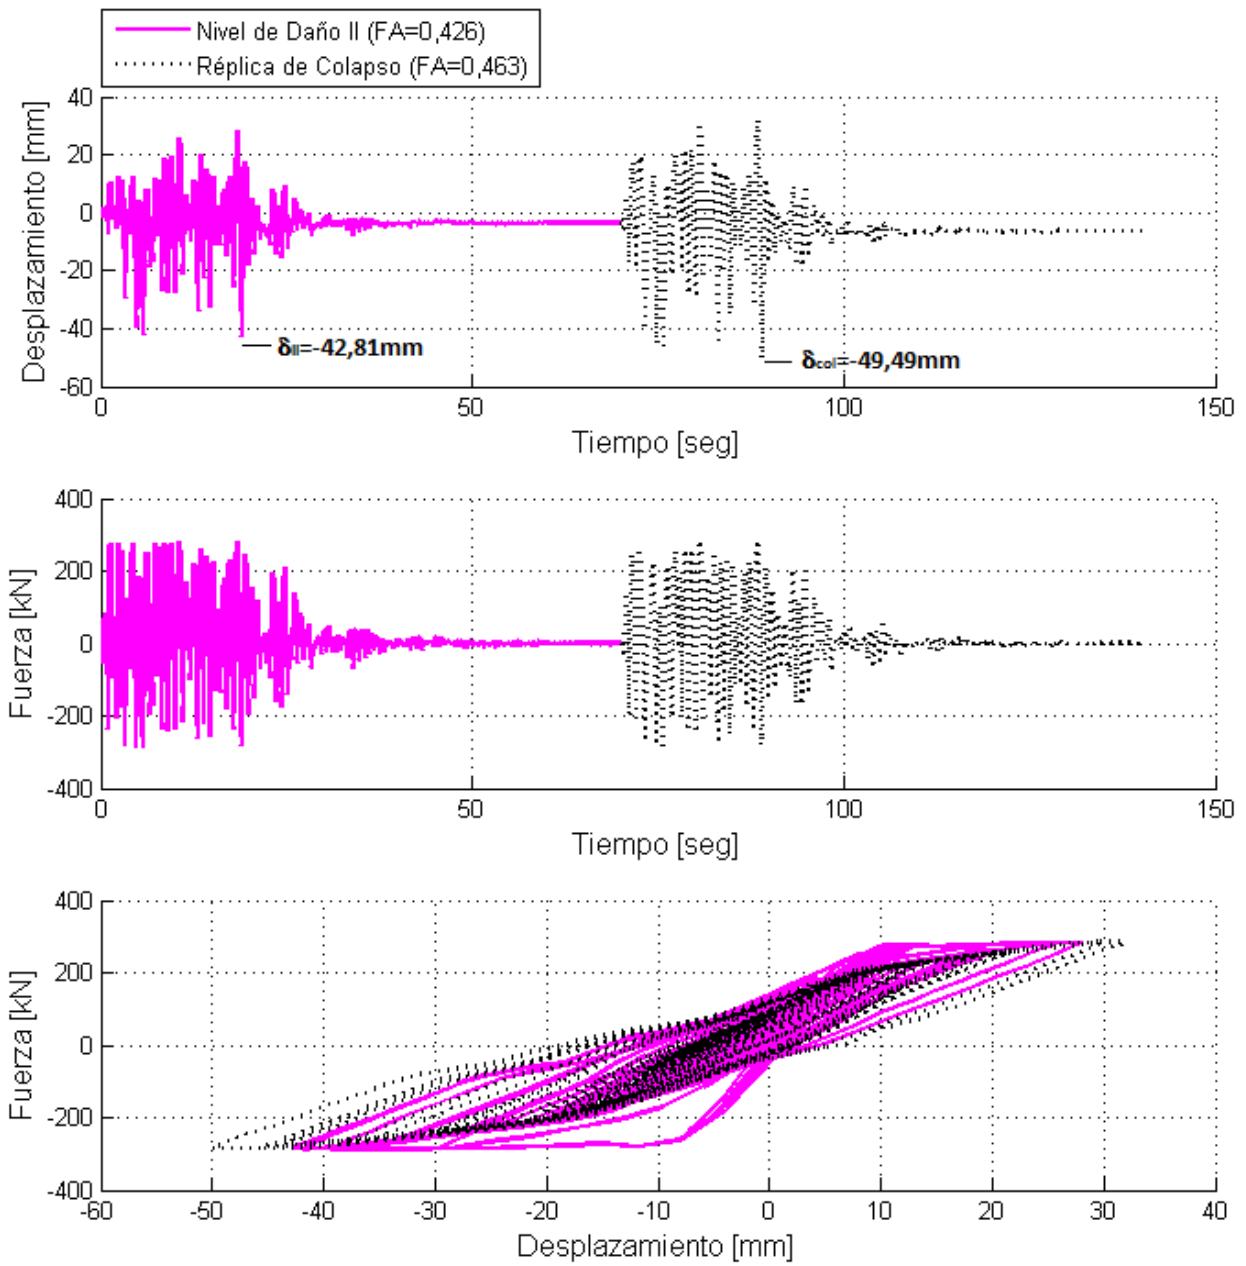 Nivel de Daño II (FA=0,426)
Réplica de Colapso (FA=0,463)
40
20
0
-20
-40
-60
Desplazamiento [mm]
δII=-42,81mm
δcol=-49,49mm
0 50 100 150
Tiempo [seg]
400
200
0
-200
-400
Fuerza [kN]
0 50 100 150
Tiempo [seg]
400
200
0
-200
-400
Fuerza [kN]
-60 -50 -40 -30 -20 -10 0 10 20 30 40
Desplazamiento [mm]